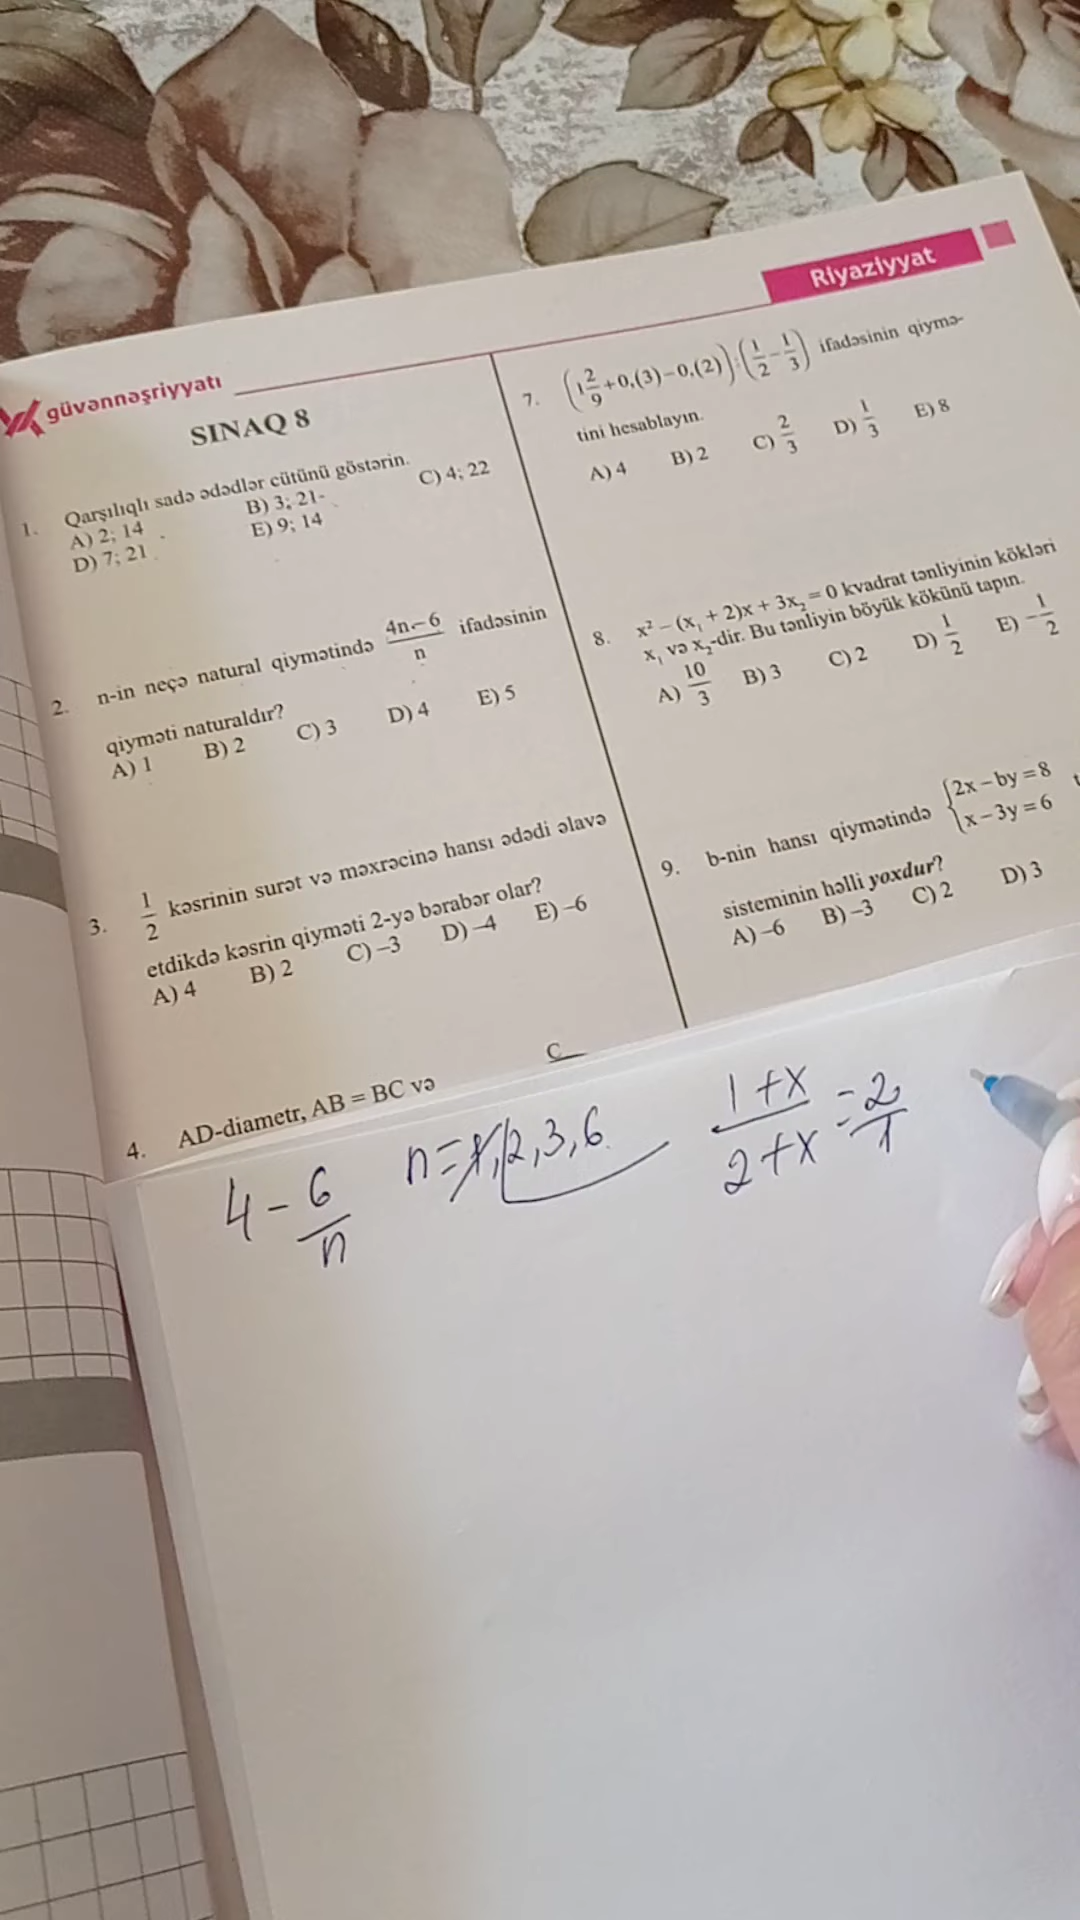 Riyaziyyat
güvənnəşriyyatı
SINAQ 8
1. Qarşılıqlı sadə ədədlər cütünü göstərin.
A) 2; 14 B) 3; 21 C) 4; 22
D) 7; 21 E) 9; 14
2. n-in neçə natural qiymətində (4n–6)/n ifadəsinin
qiyməti naturaldır?
A) 1 B) 2 C) 3 D) 4 E) 5
3. 1/2 kəsrinin surət və məxrəcinə hansı ədədi əlavə
etdikdə kəsrin qiyməti 2-yə bərabər olar?
A) 4 B) 2 C) –3 D) –4 E) –6
4. AD-diametr, AB = BC və
C
7. (1 2/9 + 0,(3) – 0,(2)) : (1/2 – 1/3) ifadəsinin qiymə-
tini hesablayın.
A) 4 B) 2 C) 2/3 D) 1/3 E) 8
8. x² – (x₁ + 2)x + 3x₂ = 0 kvadrat tənliyinin kökləri
x₁ və x₂-dir. Bu tənliyin böyük kökünü tapın.
A) 10/3 B) 3 C) 2 D) 1/2 E) –1/2
9. b-nin hansı qiymətində {2x – by = 8
x – 3y = 6
sisteminin həlli yoxdur?
A) –6 B) –3 C) 2 D) 3
4 - 6/n n = 1, 2, 3, 6 (1+x)/(2+x) = 2/1